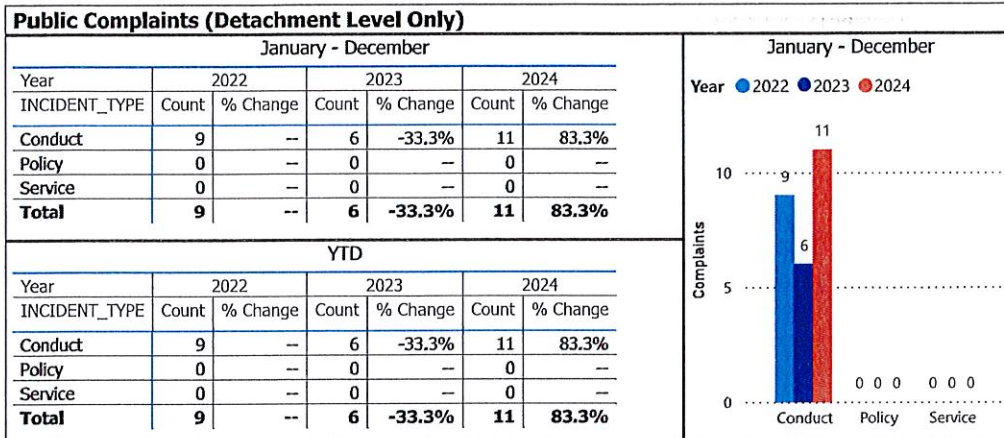 Public Complaints (Detachment Level Only)
January - December
Year 2022 2023 2024
INCIDENT_TYPE Count % Change Count % Change Count % Change
Conduct 9 -- 6 -33.3% 11 83.3%
Policy 0 -- 0 -- 0 --
Service 0 -- 0 -- 0 --
Total 9 -- 6 -33.3% 11 83.3%
YTD
Year 2022 2023 2024
INCIDENT_TYPE Count % Change Count % Change Count % Change
Conduct 9 -- 6 -33.3% 11 83.3%
Policy 0 -- 0 -- 0 --
Service 0 -- 0 -- 0 --
Total 9 -- 6 -33.3% 11 83.3%
January - December
Year 2022 2023 2024
11
10
9
6
Complaints
5
0 0 0 0 0 0
0
Conduct Policy Service